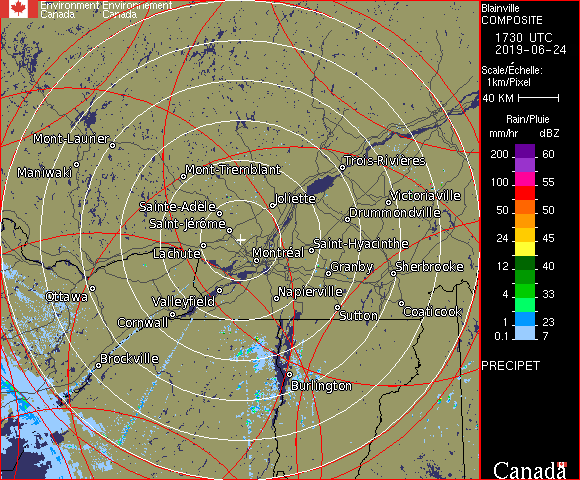 Environment Environnement
Canada Canada
Blainville
COMPOSITE
1730 UTC
2019-06-24
Scale/Échelle:
1km/Pixel
40 KM
Rain/Pluie
mm/hr dBZ
200 60
100 55
50 50
24 45
12 40
4 33
1 23
0.1 7
PRECIPET
Canada
Mont-Laurier
Maniwaki
Mont-Tremblant
Trois-Rivières
Joliette
Victoriaville
Sainte-Adèle
Drummondville
Saint-Jérôme
Saint-Hyacinthe
Lachute
Montréal
Granby
Sherbrooke
Ottawa
Valleyfield
Napierville
Cornwall
Sutton
Coaticook
Brockville
Burlington